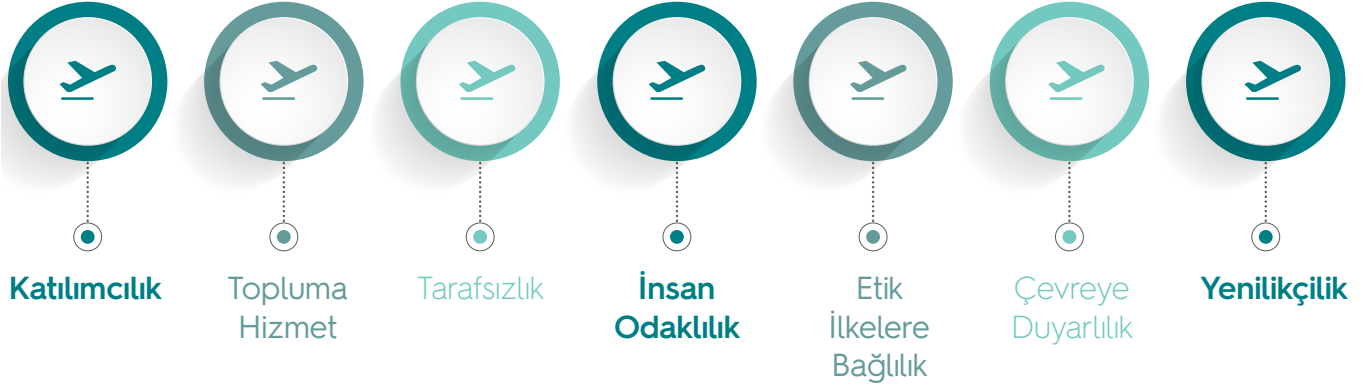 Katılımcılık
Topluma
Hizmet
Tarafsızlık
İnsan
Odaklılık
Etik
İlkelere
Bağlılık
Çevreye
Duyarlılık
Yenilikçilik